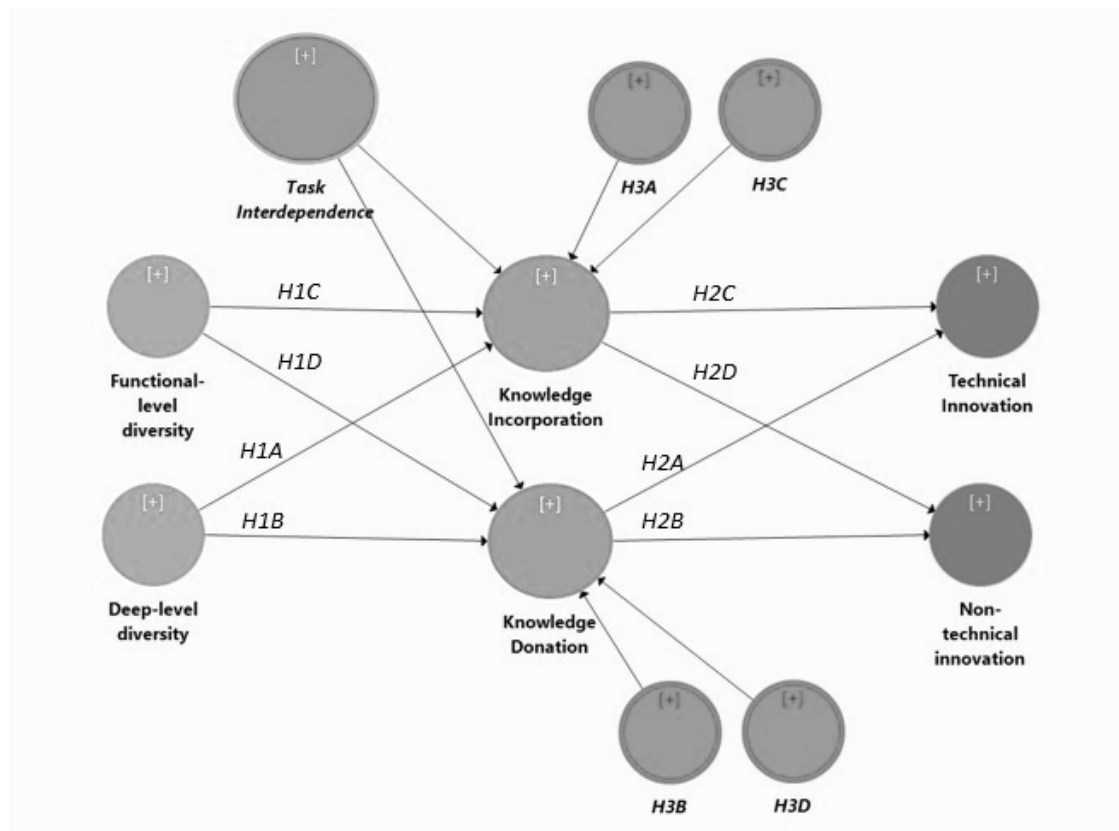 [+]
[+]
[+]
Task
Interdependence
H3A
H3C
[+]
[+]
[+]
H1C
H2C
H1D
H2D
Functional-
level
diversity
Knowledge
Incorporation
Technical
Innovation
H1A
H2A
[+]
[+]
[+]
H1B
H2B
Deep-level
diversity
Knowledge
Donation
Non-
technical
innovation
[+]
[+]
H3B
H3D